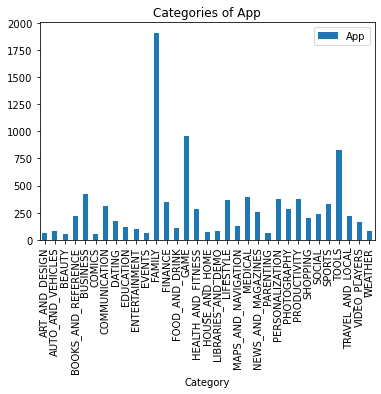 Categories of App
App
2000
1750
1500
1250
1000
750
500
250
0
ART_AND_DESIGN
AUTO_AND_VEHICLES
BEAUTY
BOOKS_AND_REFERENCE
BUSINESS
COMICS
COMMUNICATION
DATING
EDUCATION
ENTERTAINMENT
EVENTS
FAMILY
FINANCE
FOOD_AND_DRINK
GAME
HEALTH_AND_FITNESS
HOUSE_AND_HOME
LIBRARIES_AND_DEMO
LIFESTYLE
MAPS_AND_NAVIGATION
MEDICAL
NEWS_AND_MAGAZINES
PARENTING
PERSONALIZATION
PHOTOGRAPHY
PRODUCTIVITY
SHOPPING
SOCIAL
SPORTS
TOOLS
TRAVEL_AND_LOCAL
VIDEO_PLAYERS
WEATHER
Category